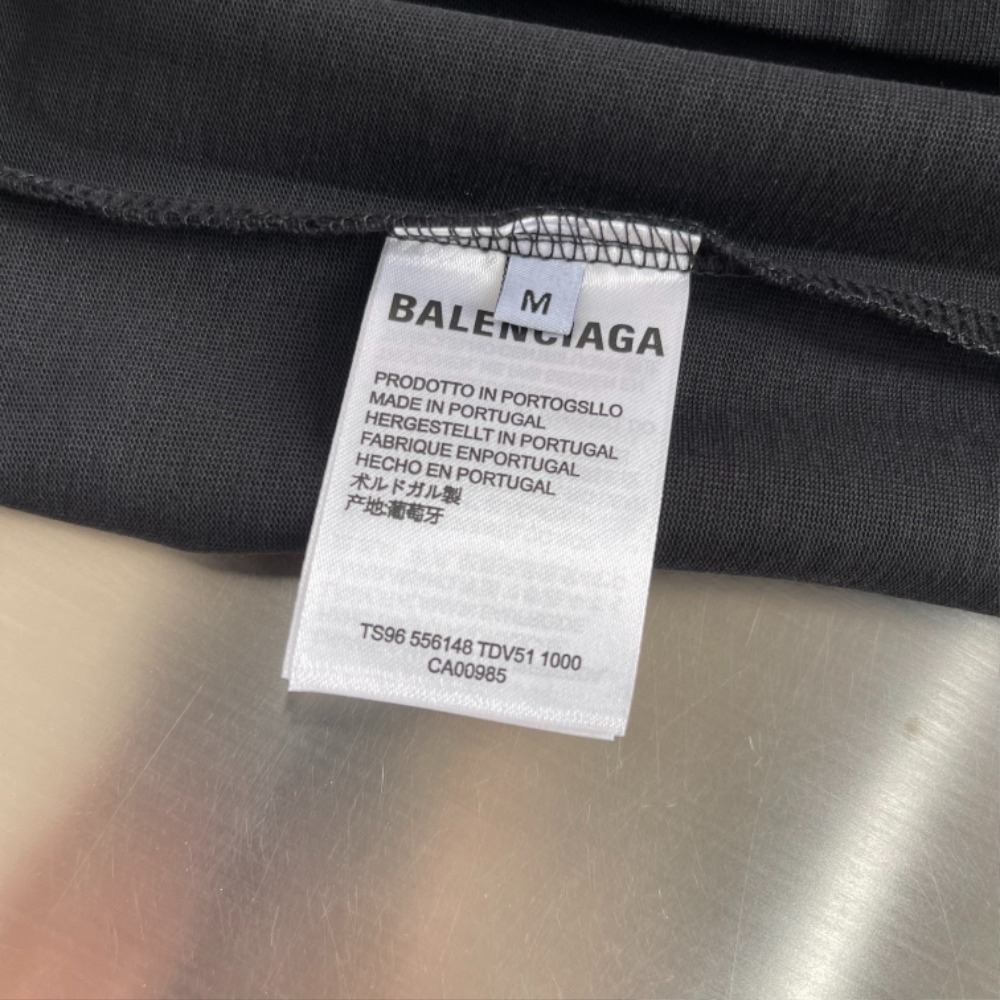 M
BALENCIAGA
PRODOTTO IN PORTOGSLLO
MADE IN PORTUGAL
HERGESTELLT IN PORTUGAL
FABRIQUE ENPORTUGAL
HECHO EN PORTUGAL
术ルドガル製
产地:葡萄牙
TS96 556148 TDV51 1000
CA00985